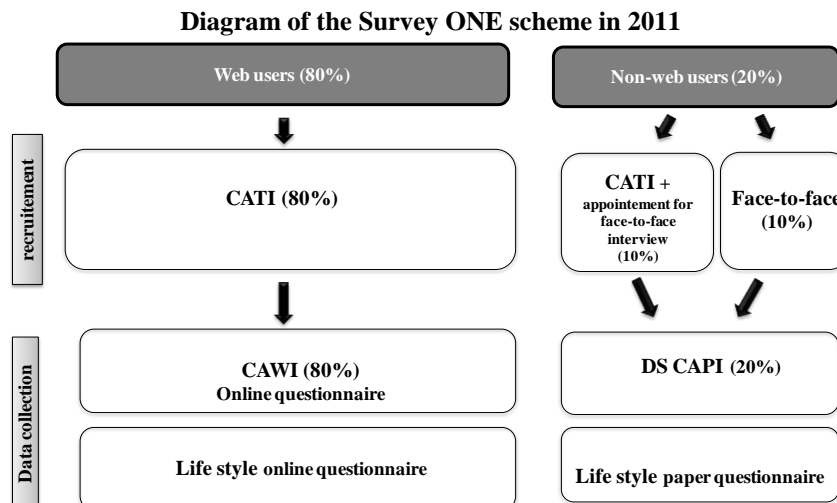 Diagram of the Survey ONE scheme in 2011
Web users (80%)
Non-web users (20%)
recruitement
CATI (80%)
CATI +
appointement for
face-to-face
interview
(10%)
Face-to-face
(10%)
Data collection
CAWI (80%)
Online questionnaire
DS CAPI (20%)
Life style online questionnaire
Life style paper questionnaire